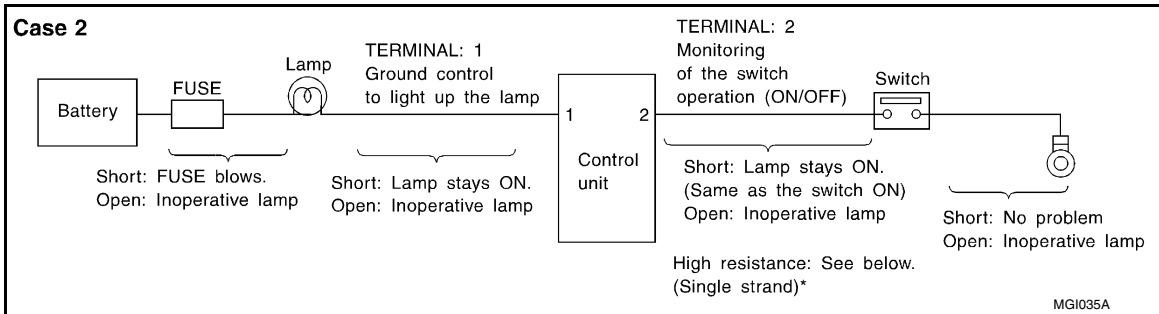 Case 2
Battery
FUSE
Lamp
TERMINAL: 1
Ground control
to light up the lamp
1
2
Control
unit
TERMINAL: 2
Monitoring
of the switch
operation (ON/OFF)
Switch
Short: FUSE blows.
Open: Inoperative lamp
Short: Lamp stays ON.
Open: Inoperative lamp
Short: Lamp stays ON.
(Same as the switch ON)
Open: Inoperative lamp
High resistance: See below.
(Single strand)*
Short: No problem
Open: Inoperative lamp
MGI035A